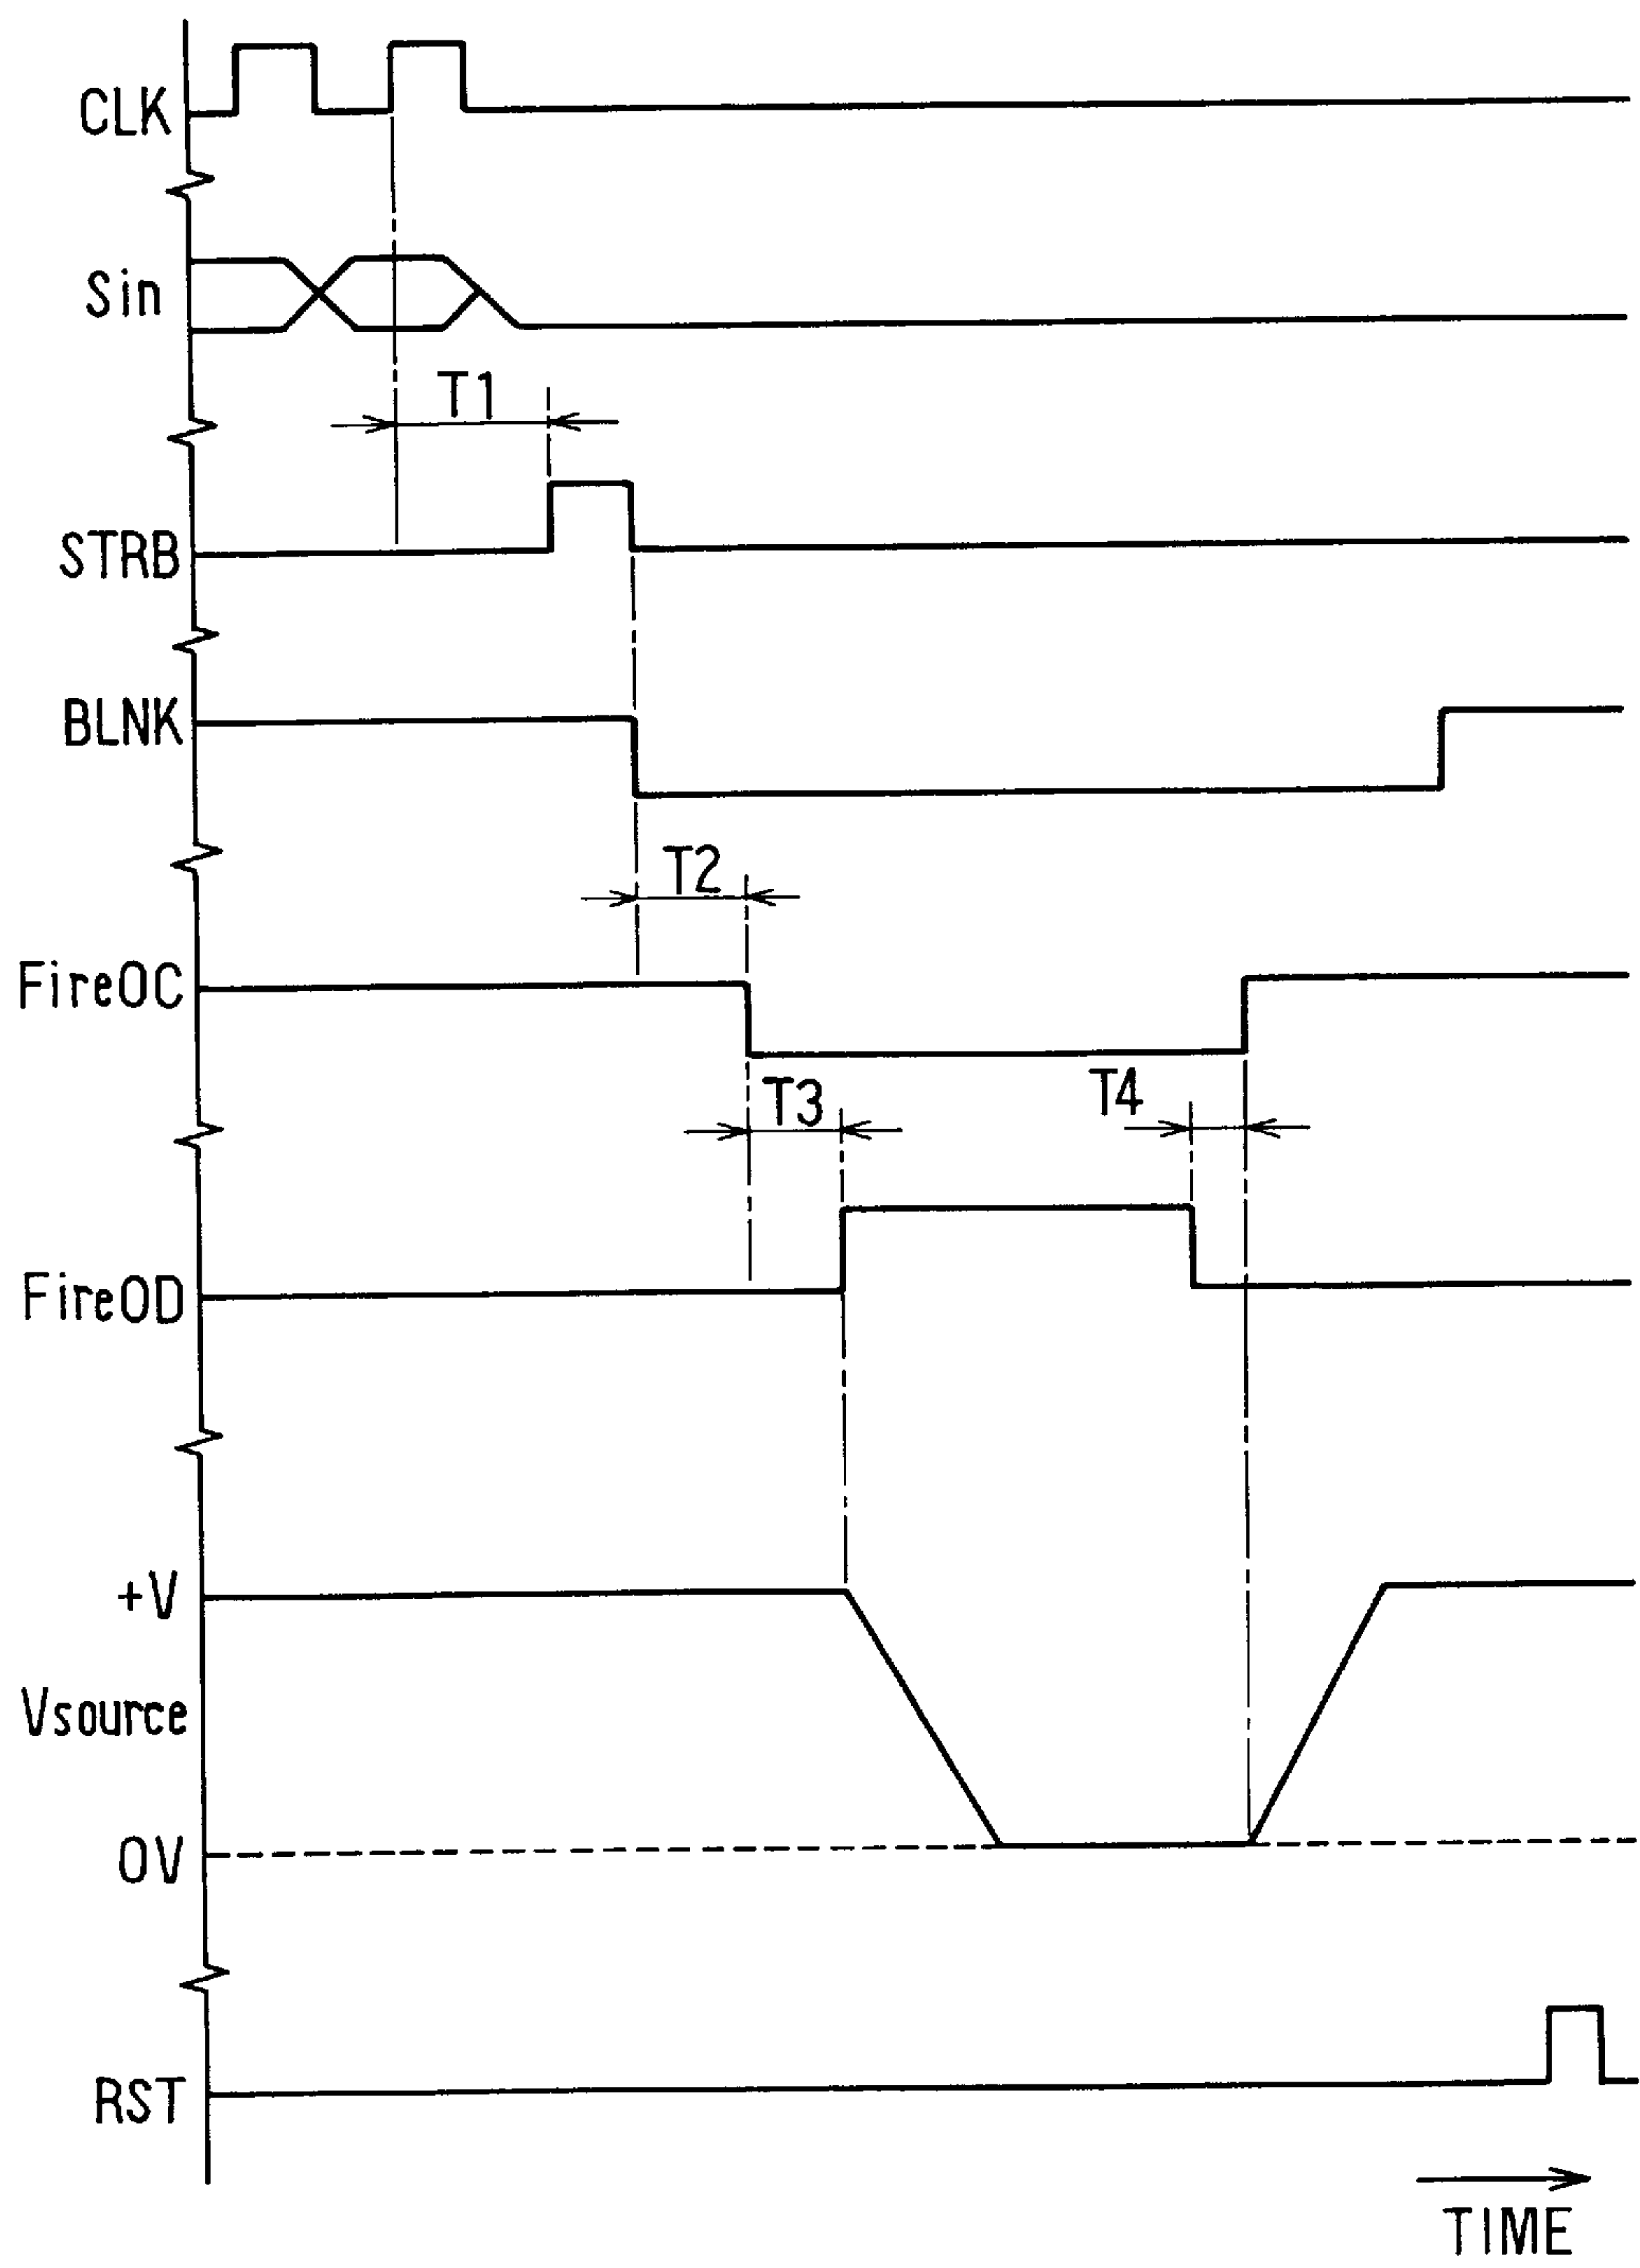 CLK
Sin
T1
STRB
BLNK
T2
FireOC
T3
T4
FireOD
+V
Vsource
0V
RST
TIME